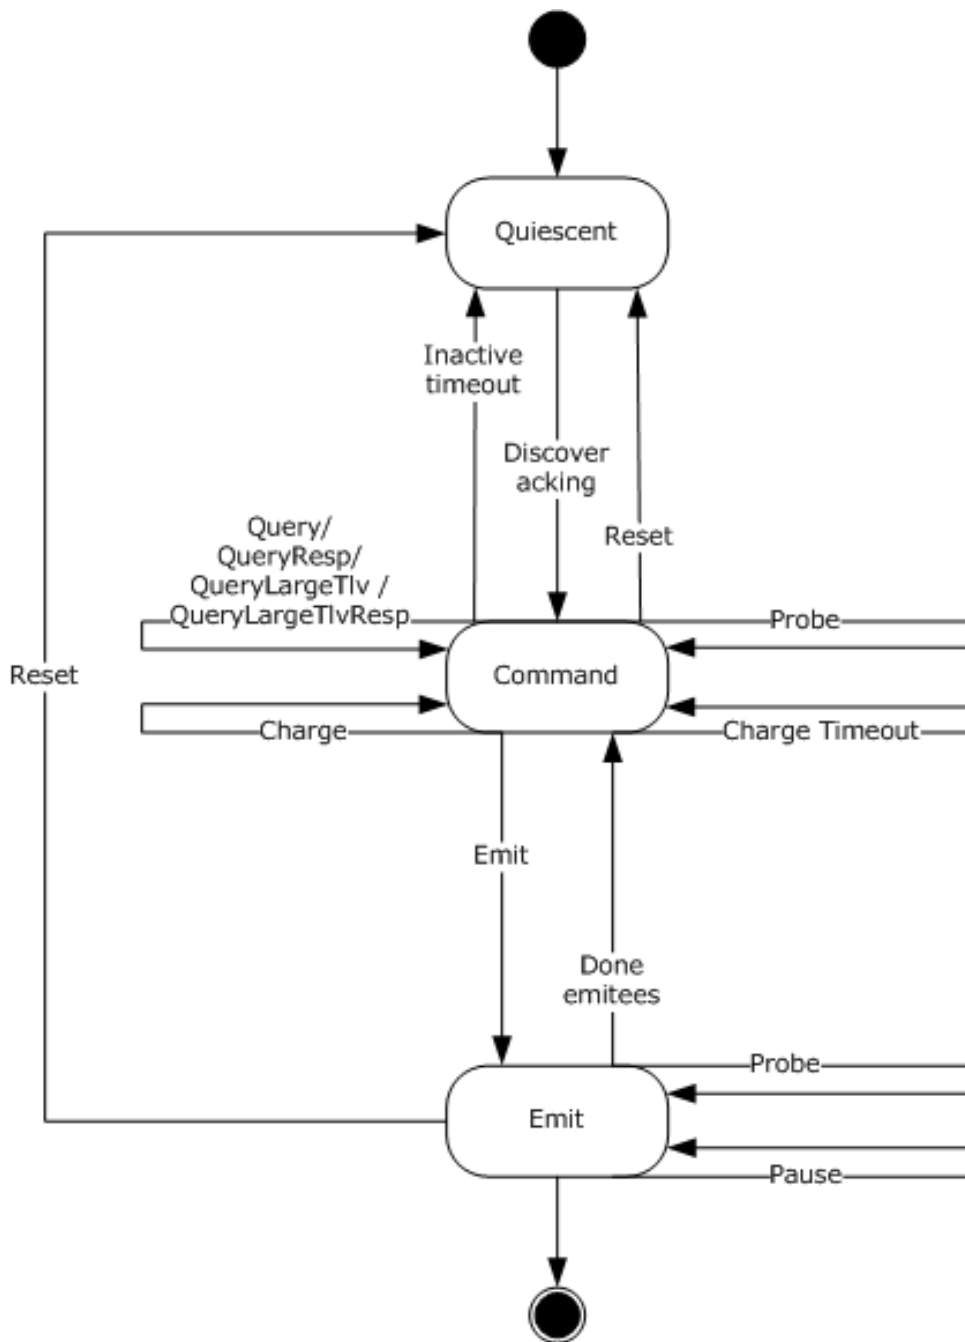 Quiescent
Inactive
timeout
Discover
acking
Reset
Query/
QueryResp/
QueryLargeTlv /
QueryLargeTlvResp
Probe
Reset
Command
Charge
Charge Timeout
Emit
Done
emitees
Probe
Emit
Pause